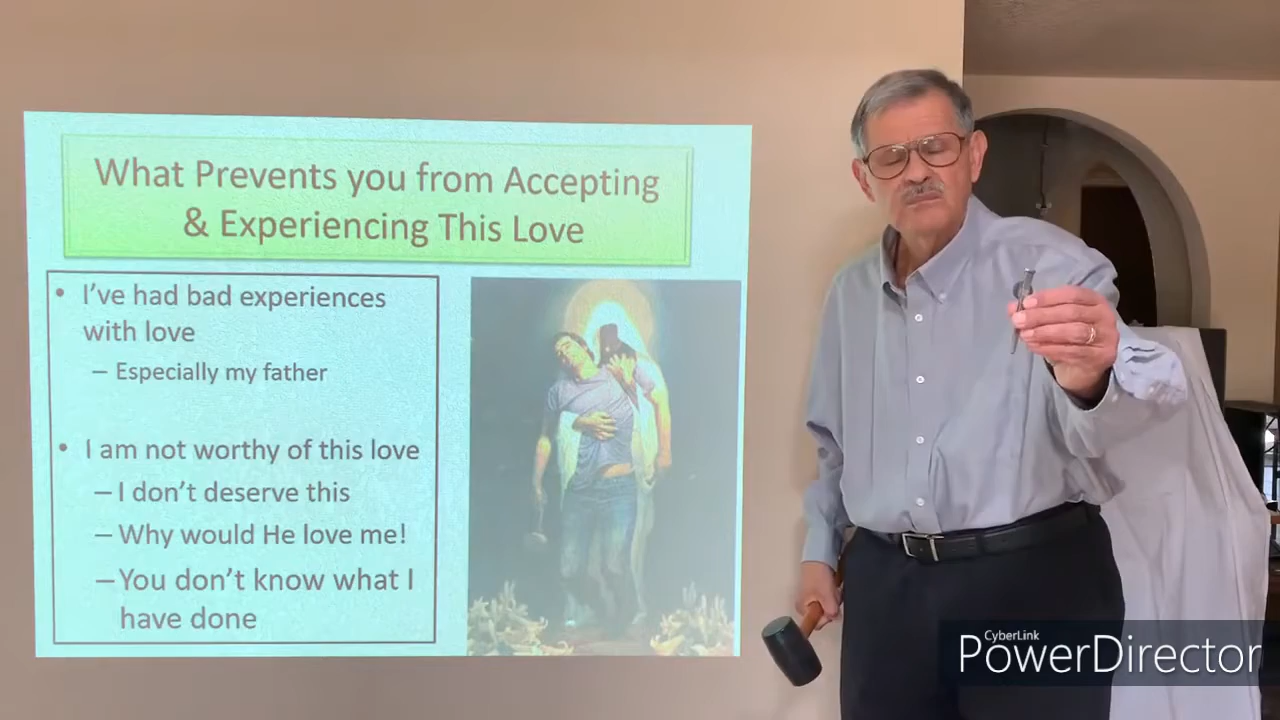 What Prevents you from Accepting
& Experiencing This Love
• I've had bad experiences
with love
– Especially my father
• I am not worthy of this love
– I don't deserve this
– Why would He love me!
– You don't know what I
have done
CyberLink
PowerDirector